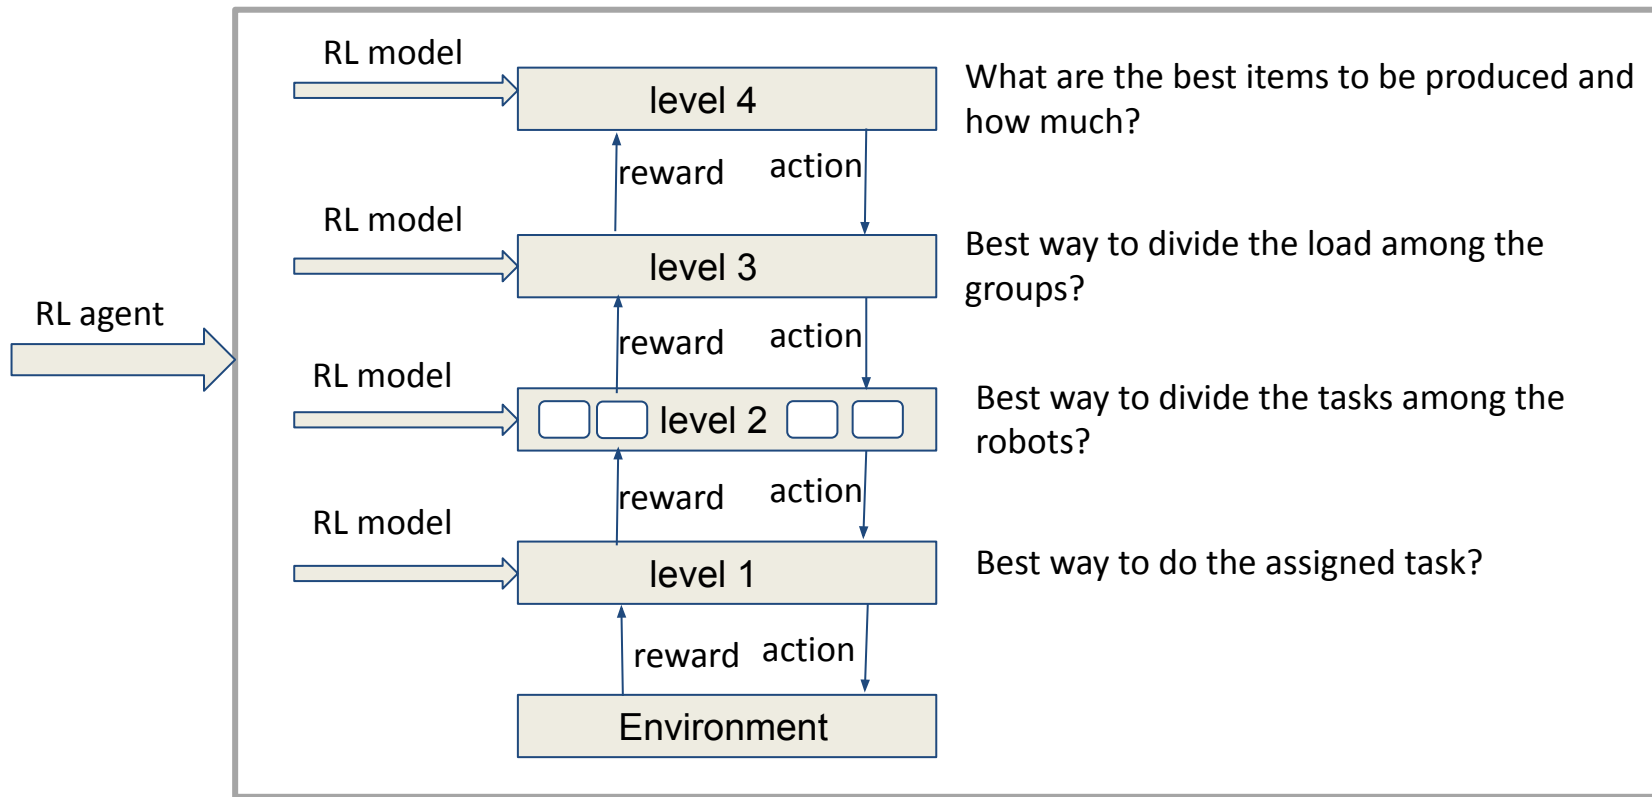 RL model
level 4
What are the best items to be produced and
how much?
reward
action
RL model
level 3
Best way to divide the load among the
groups?
RL agent
reward
action
RL model
level 2
Best way to divide the tasks among the
robots?
reward
action
RL model
level 1
Best way to do the assigned task?
reward
action
Environment